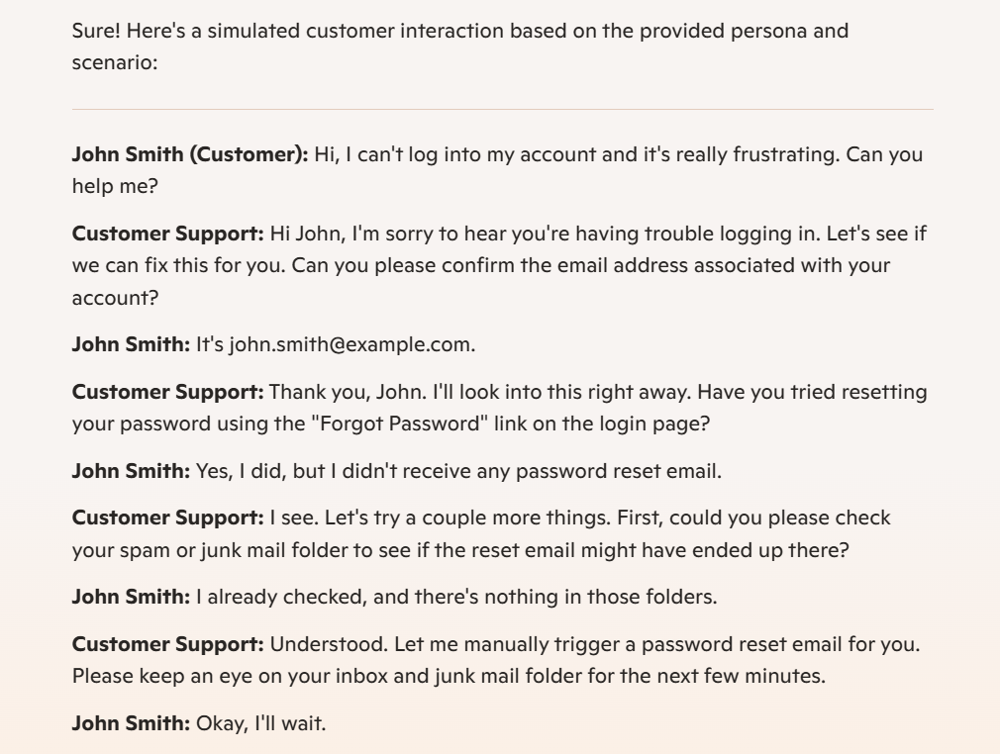 Sure! Here's a simulated customer interaction based on the provided persona and
scenario:
John Smith (Customer): Hi, I can't log into my account and it's really frustrating. Can you
help me?
Customer Support: Hi John, I'm sorry to hear you're having trouble logging in. Let's see if
we can fix this for you. Can you please confirm the email address associated with your
account?
John Smith: It's john.smith@example.com.
Customer Support: Thank you, John. I'll look into this right away. Have you tried resetting
your password using the "Forgot Password" link on the login page?
John Smith: Yes, I did, but I didn't receive any password reset email.
Customer Support: I see. Let's try a couple more things. First, could you please check
your spam or junk mail folder to see if the reset email might have ended up there?
John Smith: I already checked, and there's nothing in those folders.
Customer Support: Understood. Let me manually trigger a password reset email for you.
Please keep an eye on your inbox and junk mail folder for the next few minutes.
John Smith: Okay, I'll wait.